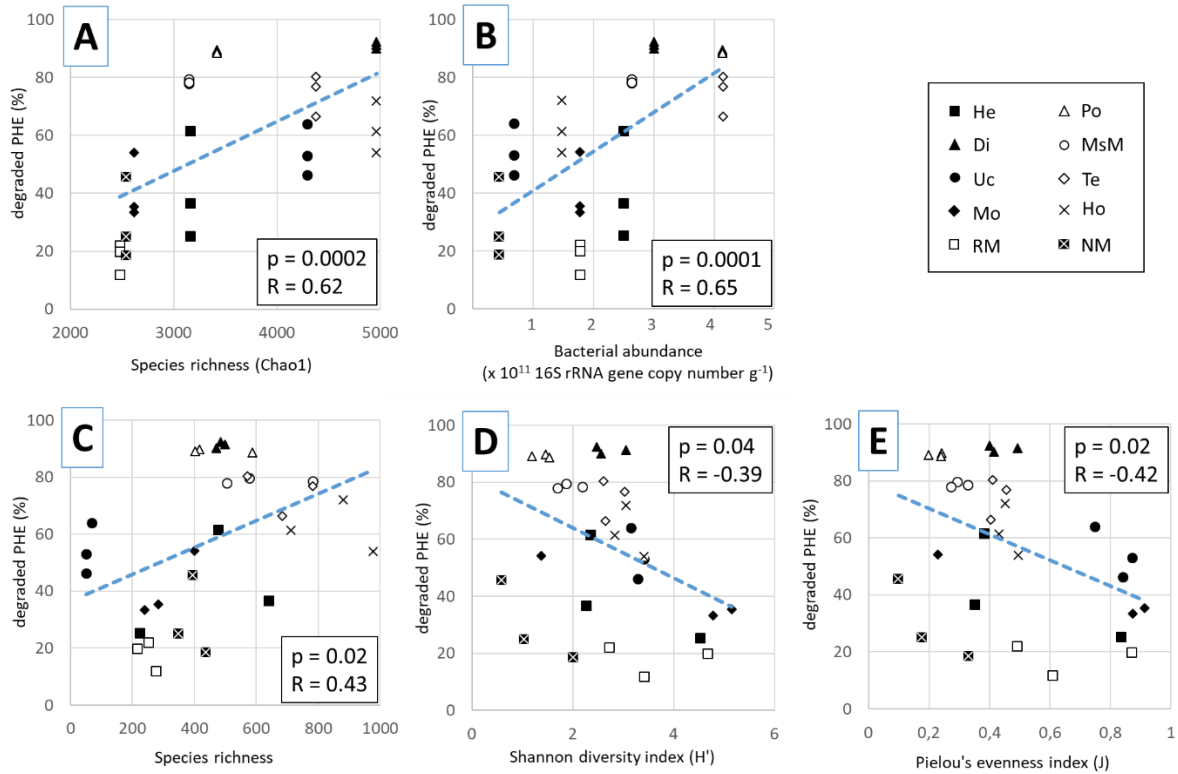 A
degraded PHE (%)
100
80
60
40
20
0
2000
3000
4000
5000
Species richness (Chao1)
p = 0.0002
R = 0.62
B
degraded PHE (%)
100
80
60
40
20
0
1
2
3
4
5
Bacterial abundance
(x 10¹¹ 16S rRNA gene copy number g⁻¹)
p = 0.0001
R = 0.65
He
Po
Di
MsM
Uc
Te
Mo
Ho
RM
NM
C
degraded PHE (%)
100
80
60
40
20
0
0
200
400
600
800
1000
Species richness
p = 0.02
R = 0.43
D
degraded PHE (%)
100
80
60
40
20
0
0
2
4
6
Shannon diversity index (H')
p = 0.04
R = -0.39
E
degraded PHE (%)
100
80
60
40
20
0
0
0,2
0,4
0,6
0,8
1
Pielou's evenness index (J)
p = 0.02
R = -0.42